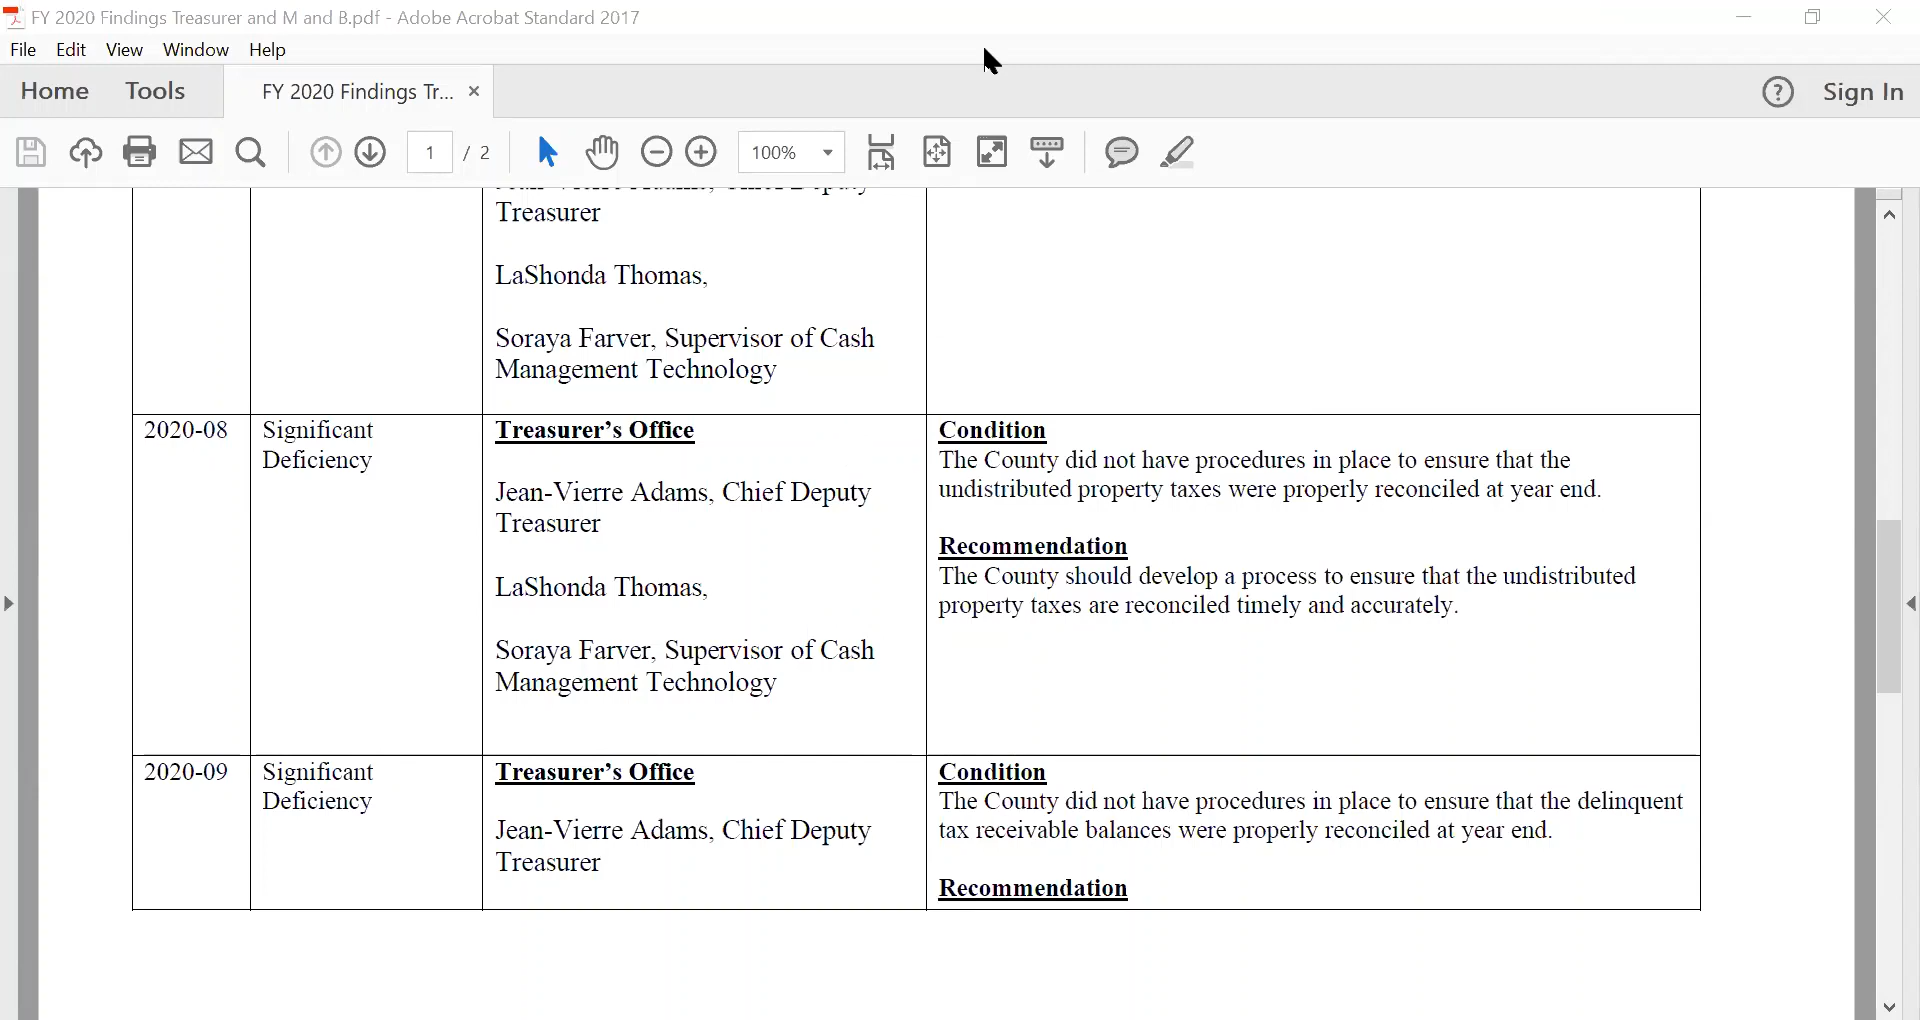 FY 2020 Findings Treasurer and M and B.pdf - Adobe Acrobat Standard 2017
File Edit View Window Help
Home Tools FY 2020 Findings Tr... × ? Sign In
1 / 2 100%
Treasurer
LaShonda Thomas,
Soraya Farver, Supervisor of Cash
Management Technology
2020-08
Significant
Deficiency
Treasurer's Office
Jean-Vierre Adams, Chief Deputy
Treasurer
LaShonda Thomas,
Soraya Farver, Supervisor of Cash
Management Technology
Condition
The County did not have procedures in place to ensure that the
undistributed property taxes were properly reconciled at year end.
Recommendation
The County should develop a process to ensure that the undistributed
property taxes are reconciled timely and accurately.
2020-09
Significant
Deficiency
Treasurer's Office
Jean-Vierre Adams, Chief Deputy
Treasurer
Condition
The County did not have procedures in place to ensure that the delinquent
tax receivable balances were properly reconciled at year end.
Recommendation